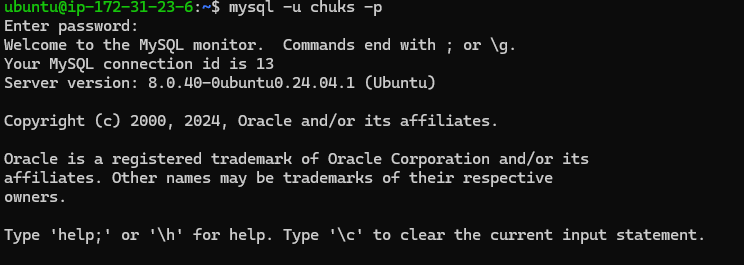 ubuntu@ip-172-31-23-6:~$ mysql -u chuks -p
Enter password:
Welcome to the MySQL monitor.  Commands end with ; or \g.
Your MySQL connection id is 13
Server version: 8.0.40-0ubuntu0.24.04.1 (Ubuntu)

Copyright (c) 2000, 2024, Oracle and/or its affiliates.

Oracle is a registered trademark of Oracle Corporation and/or its
affiliates. Other names may be trademarks of their respective
owners.

Type 'help;' or '\h' for help. Type '\c' to clear the current input statement.